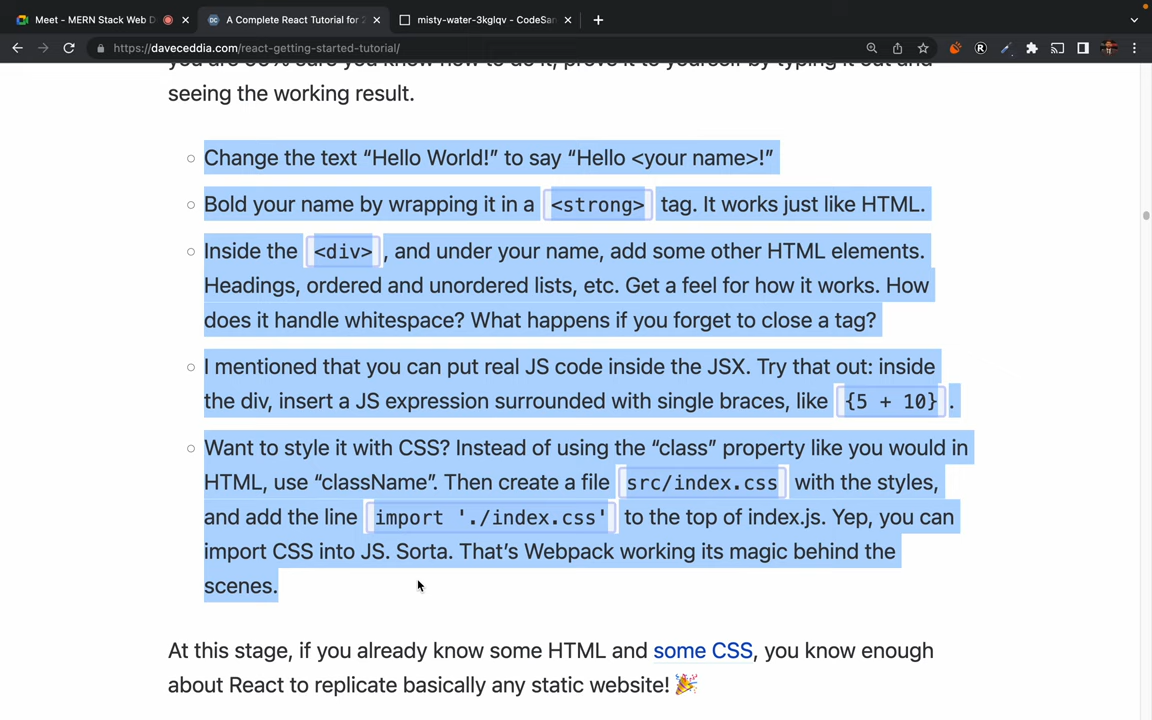 Meet - MERN Stack Web D
A Complete React Tutorial for 2
misty-water-3kglqv - CodeSan
https://daveceddia.com/react-getting-started-tutorial/
seeing the working result.
Change the text “Hello World!” to say “Hello <your name>!”
Bold your name by wrapping it in a <strong> tag. It works just like HTML.
Inside the <div>, and under your name, add some other HTML elements.
Headings, ordered and unordered lists, etc. Get a feel for how it works. How
does it handle whitespace? What happens if you forget to close a tag?
I mentioned that you can put real JS code inside the JSX. Try that out: inside
the div, insert a JS expression surrounded with single braces, like {5 + 10}.
Want to style it with CSS? Instead of using the “class” property like you would in
HTML, use “className”. Then create a file src/index.css with the styles,
and add the line import './index.css' to the top of index.js. Yep, you can
import CSS into JS. Sorta. That’s Webpack working its magic behind the
scenes.
At this stage, if you already know some HTML and some CSS, you know enough
about React to replicate basically any static website! 🎉